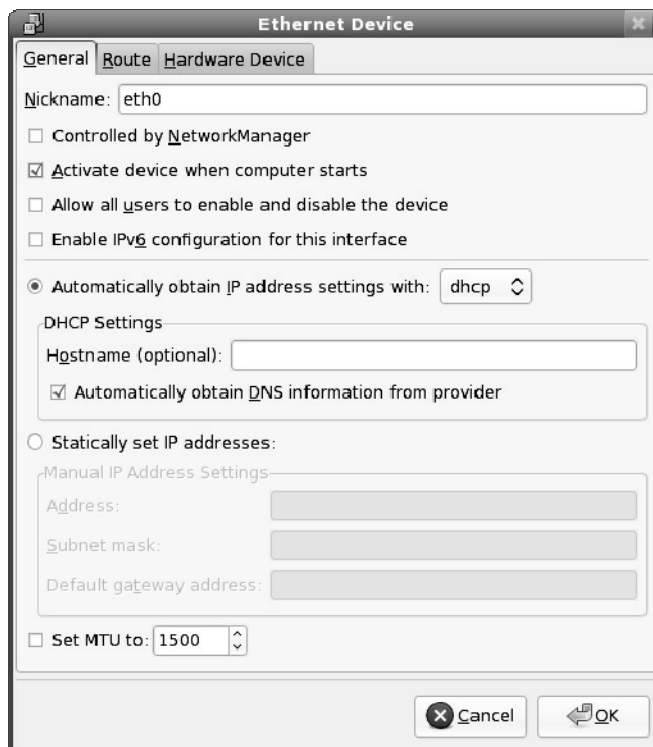 Ethernet Device
General Route Hardware Device
Nickname: eth0
Controlled by NetworkManager
Activate device when computer starts
Allow all users to enable and disable the device
Enable IPv6 configuration for this interface
Automatically obtain IP address settings with: dhcp
DHCP Settings
Hostname (optional):
Automatically obtain DNS information from provider
Statically set IP addresses:
Manual IP Address Settings
Address:
Subnet mask:
Default gateway address:
Set MTU to: 1500
Cancel OK